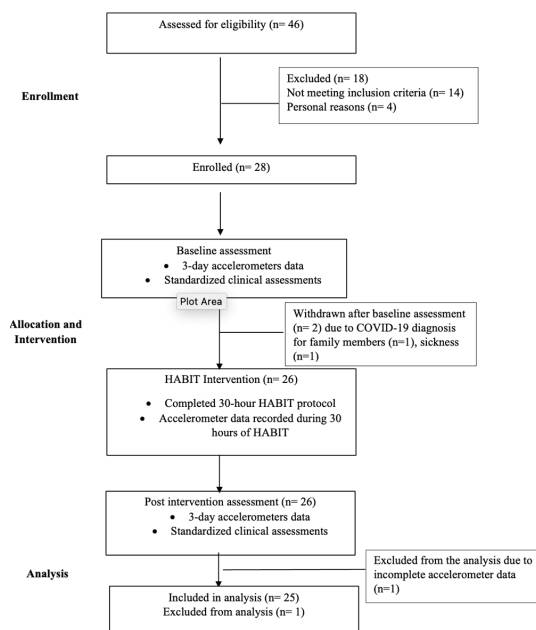 Assessed for eligibility (n= 46)
Excluded (n= 18)
Not meeting inclusion criteria (n= 14)
Personal reasons (n= 4)
Enrollment
Enrolled (n= 28)
Baseline assessment
• 3-day accelerometers data
• Standardized clinical assessments
Plot Area
Withdrawn after baseline assessment
(n= 2) due to COVID-19 diagnosis
for family members (n=1), sickness
(n=1)
Allocation and
Intervention
HABIT Intervention (n= 26)
• Completed 30-hour HABIT protocol
• Accelerometer data recorded during 30
hours of HABIT
Post intervention assessment (n= 26)
• 3-day accelerometers data
• Standardized clinical assessments
Excluded from the analysis due to
incomplete accelerometer data
(n=1)
Analysis
Included in analysis (n= 25)
Excluded from analysis (n= 1)